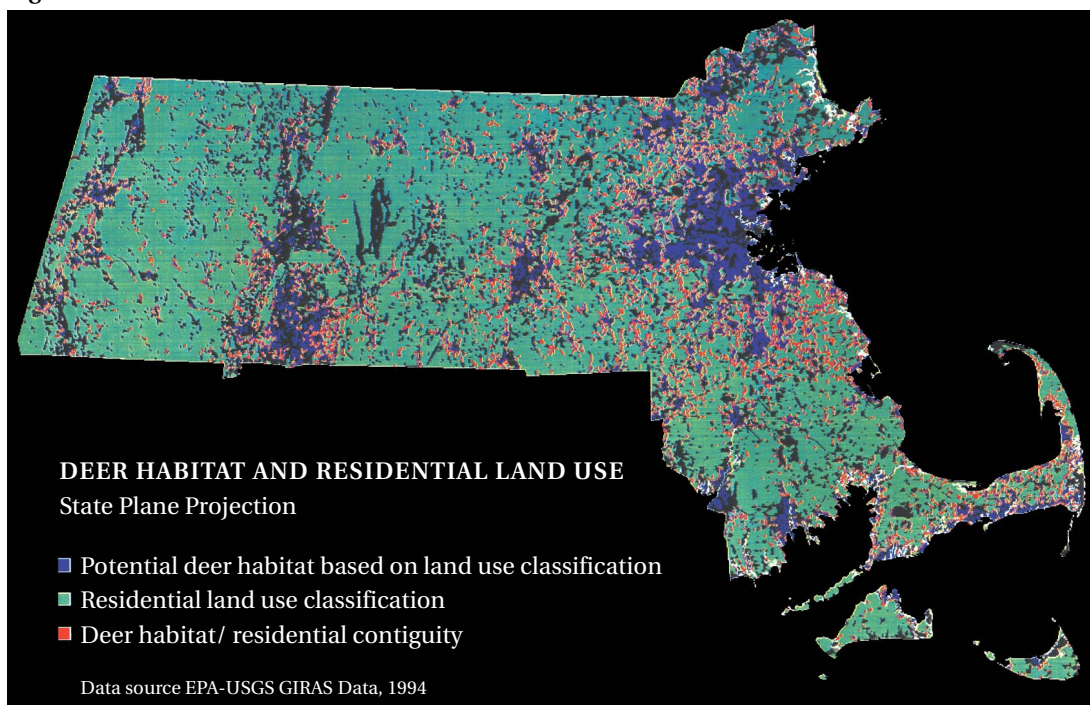 DEER HABITAT AND RESIDENTIAL LAND USE
State Plane Projection
Potential deer habitat based on land use classification
Residential land use classification
Deer habitat/ residential contiguity
Data source EPA-USGS GIRAS Data, 1994